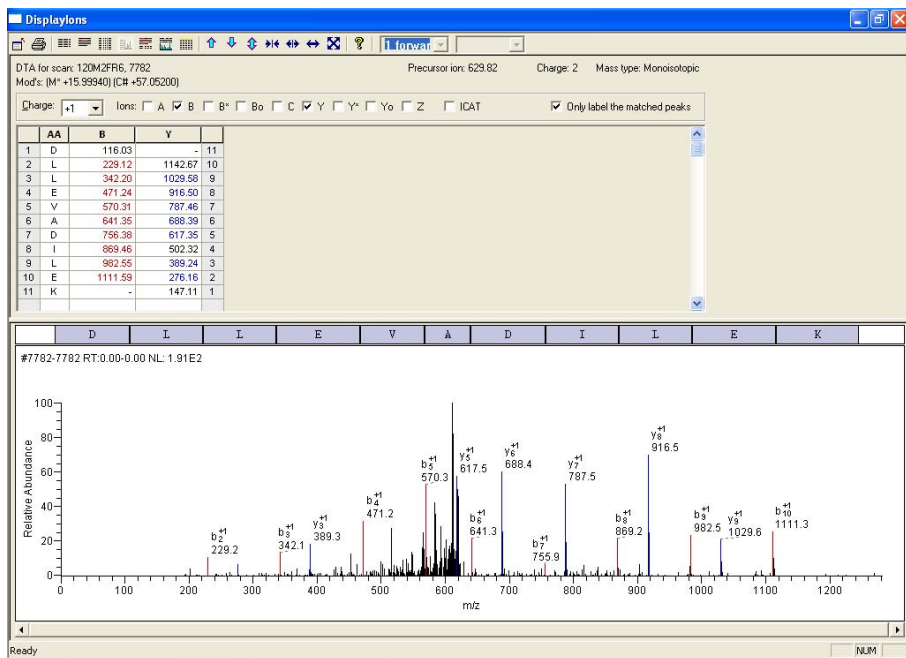 DisplayIons
1 forwar
DTA for scan: 120M2FR6, 7782 Precursor ion: 629.82 Charge: 2 Mass type: Monoisotopic
Mod's: (M* +15.99940) (C# +57.05200)
Charge: +1 Ions: A B B* Bo C Y Y* Yo Z ICAT Only label the matched peaks
AA B Y
1 D 116.03 - 11
2 L 229.12 1142.67 10
3 L 342.20 1029.58 9
4 E 471.24 916.50 8
5 V 570.31 787.46 7
6 A 641.35 688.39 6
7 D 756.38 617.35 5
8 I 869.46 502.32 4
9 L 982.55 389.24 3
10 E 1111.59 276.16 2
11 K - 147.11 1
D L L E V A D I L E K
#7782-7782 RT:0.00-0.00 NL: 1.91E2
Relative Abundance
100
80
60
40
20
0
b2+1
229.2
b3+1
342.1
y3+1
389.3
b4+1
471.2
b5+1
570.3
y5+1
617.5
b6+1
641.3
y6+1
688.4
b7+1
755.9
y7+1
787.5
b8+1
869.2
y8+1
916.5
b9+1
982.5
y9+1
1029.6
b10+1
1111.3
0 100 200 300 400 500 600 700 800 900 1000 1100 1200
m/z
Ready NUM